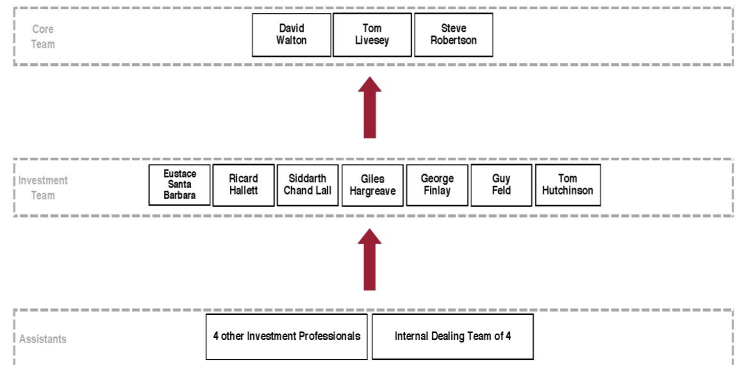 Core
Team
David
Walton
Tom
Livesey
Steve
Robertson
Investment
Team
Eustace
Santa
Barbara
Ricard
Hallett
Siddarth
Chand Lall
Giles
Hargreave
George
Finlay
Guy
Feld
Tom
Hutchinson
Assistants
4 other Investment Professionals
Internal Dealing Team of 4